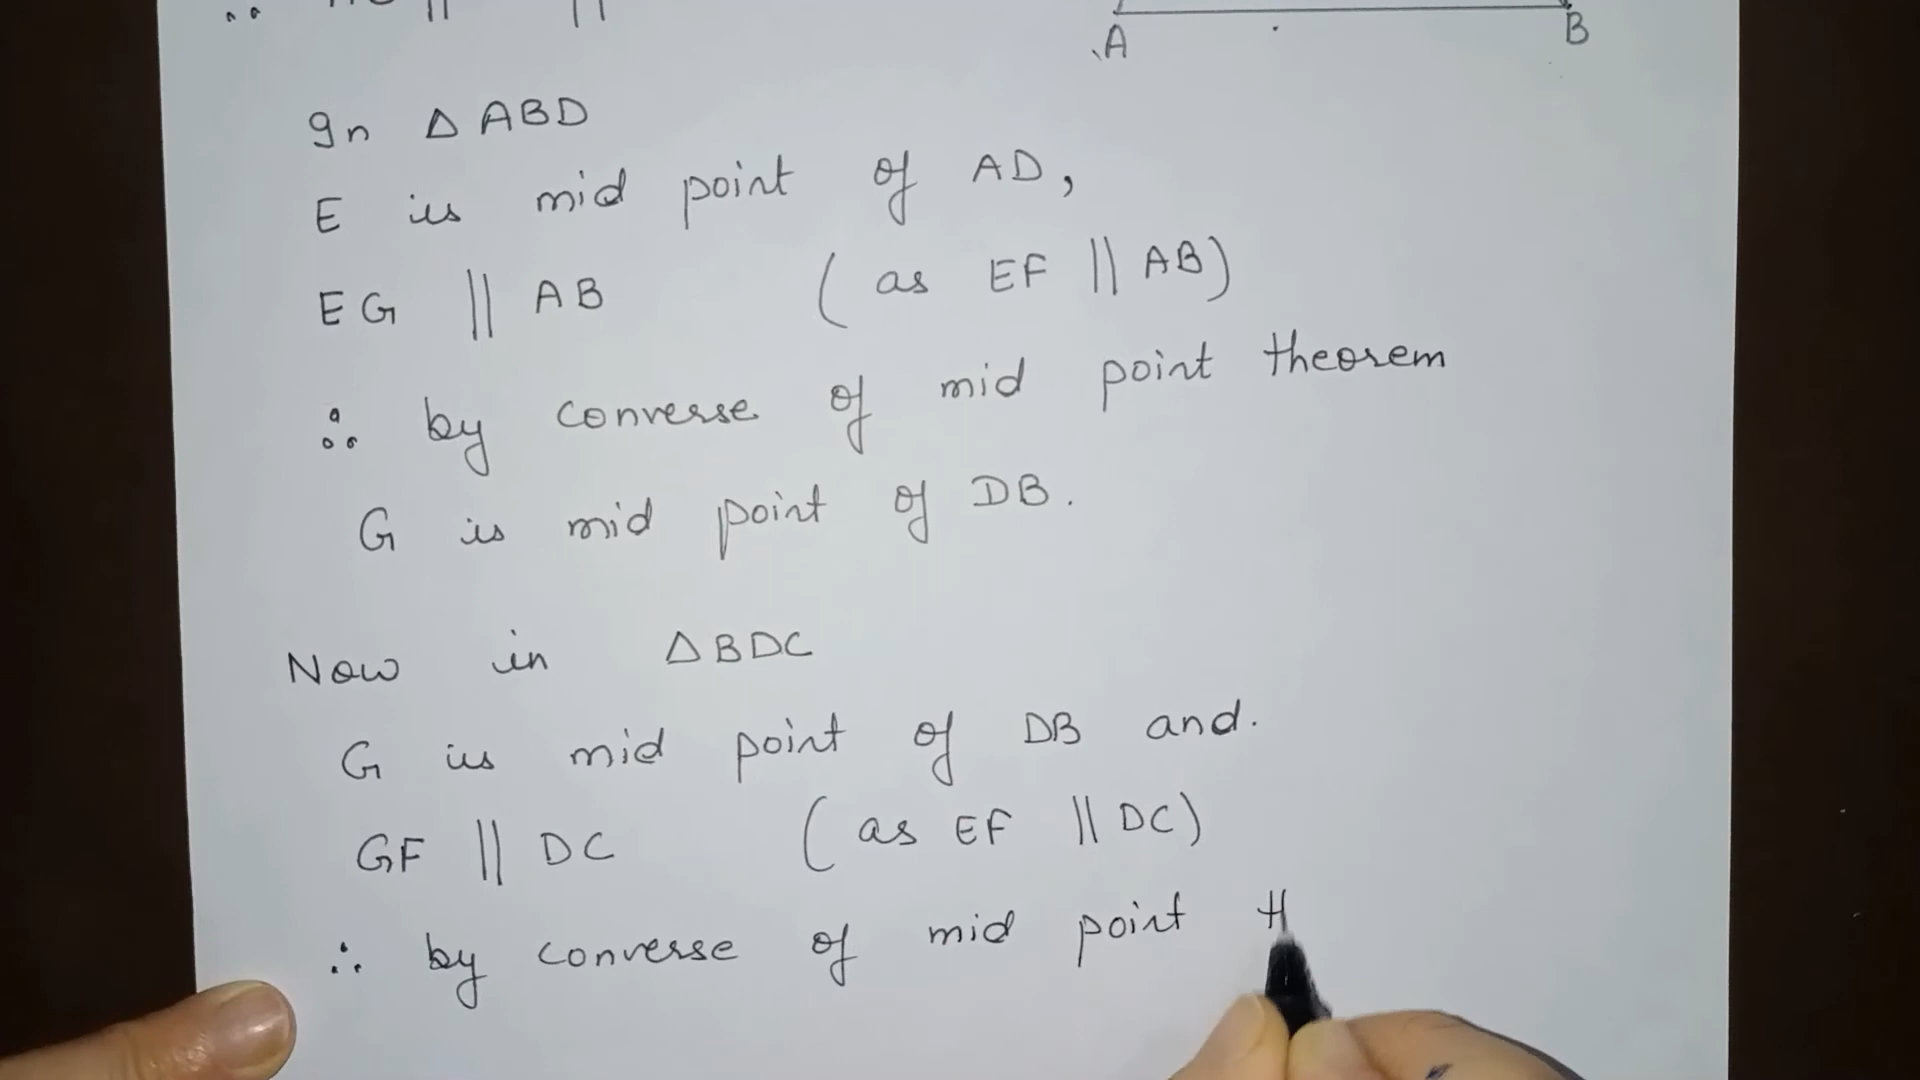 A B
In Δ ABD
E is mid point of AD,
EG || AB (as EF || AB)
∴ by converse of mid point theorem
G is mid point of DB.
Now in ΔBDC
G is mid point of DB and.
GF || DC (as EF || DC)
∴ by converse of mid point